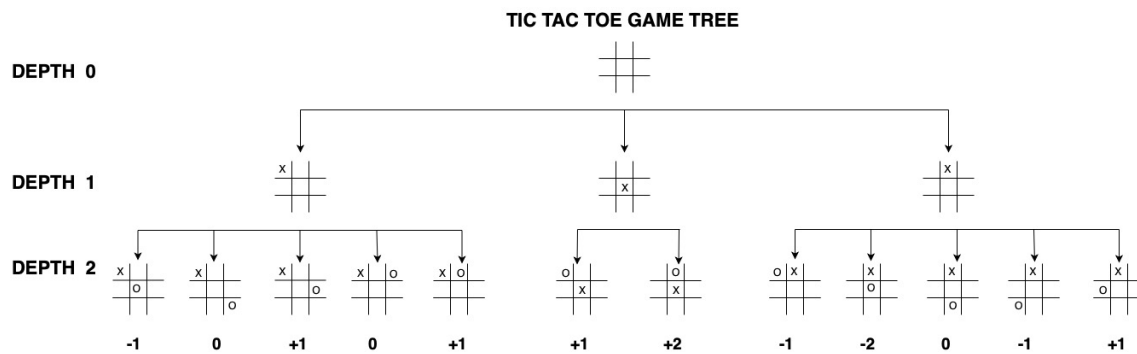 TIC TAC TOE GAME TREE
DEPTH 0
DEPTH 1
x
x
x
DEPTH 2
x x x x o x o o o o x x x x x
o o x x o o
o o o
-1 0 +1 0 +1 +1 +2 -1 -2 0 -1 +1